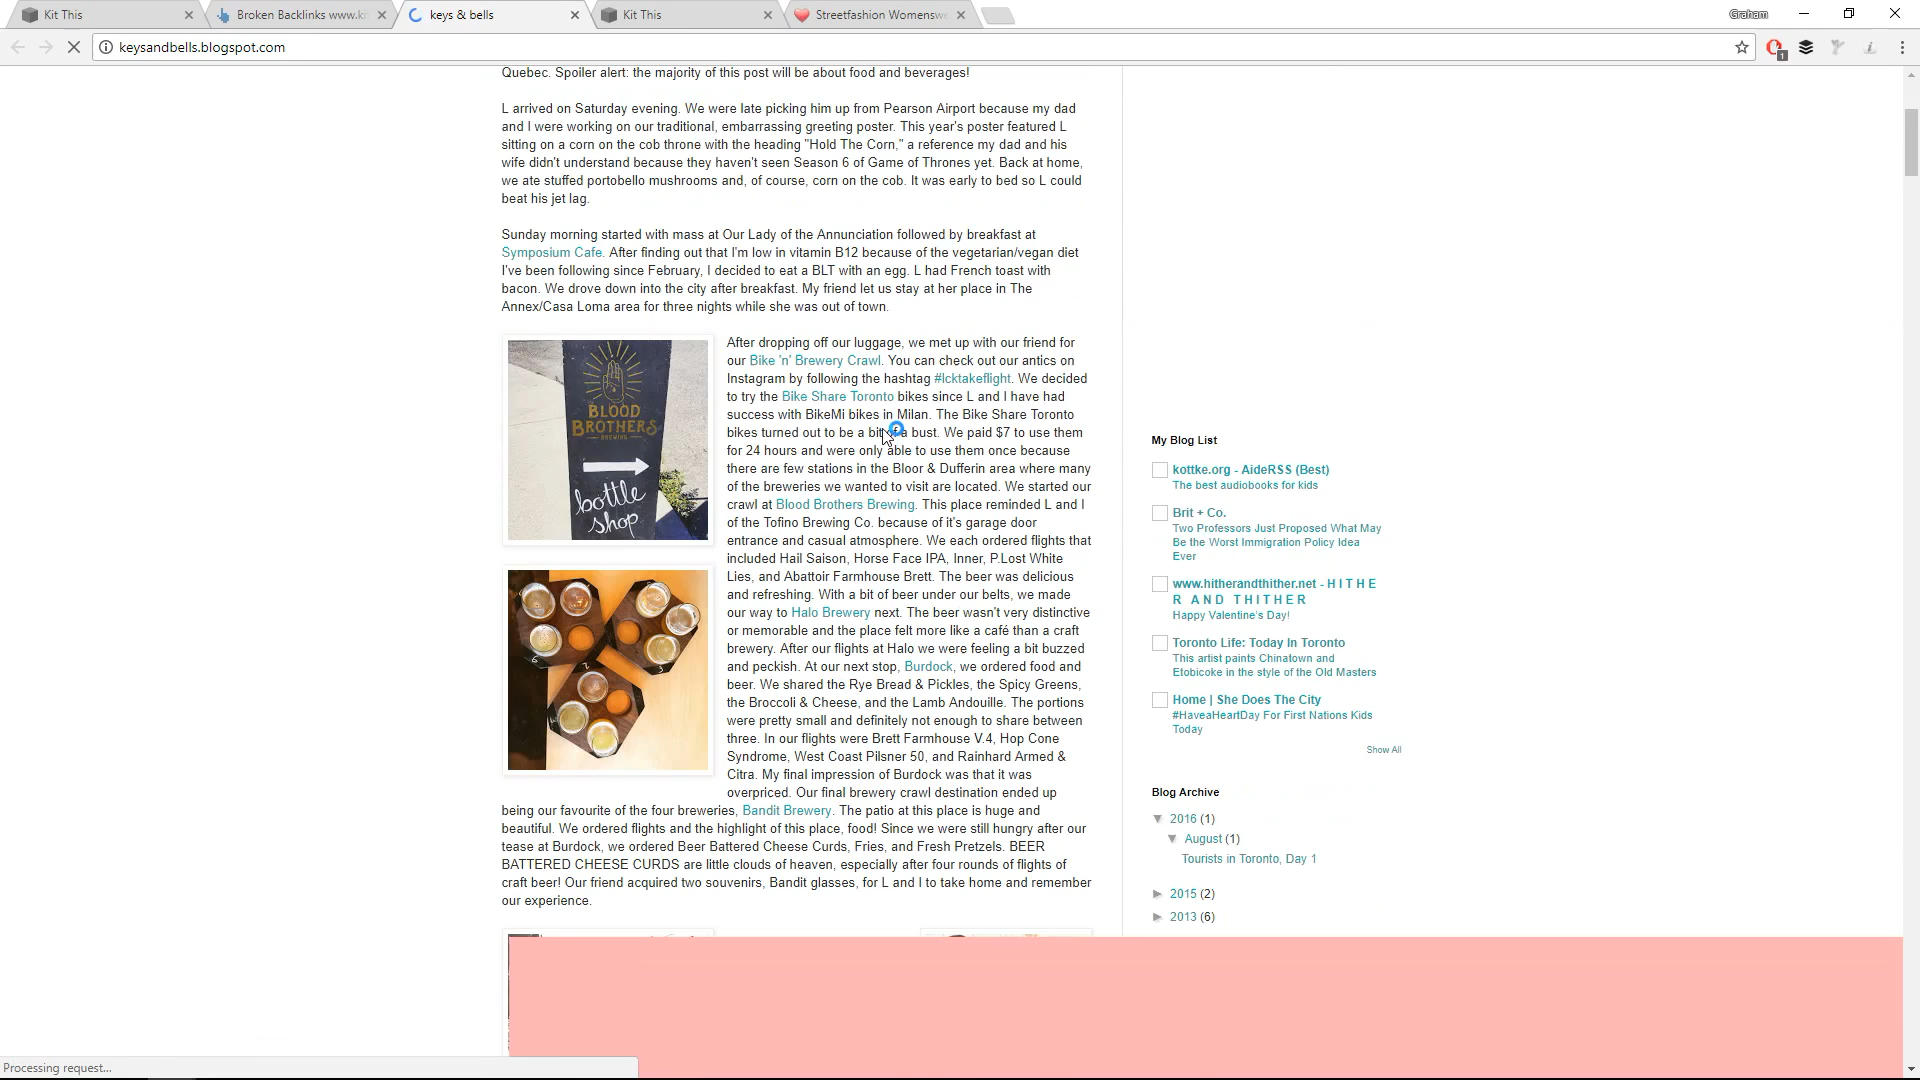 Kit This
Broken Backlinks www.k
keys & bells
Kit This
Streetfashion Womensw
Graham
keysandbells.blogspot.com
1
Quebec. Spoiler alert: the majority of this post will be about food and beverages!
L arrived on Saturday evening. We were late picking him up from Pearson Airport because my dad
and I were working on our traditional, embarrassing greeting poster. This year's poster featured L
sitting on a corn on the cob throne with the heading "Hold The Corn," a reference my dad and his
wife didn't understand because they haven't seen Season 6 of Game of Thrones yet. Back at home,
we ate stuffed portobello mushrooms and, of course, corn on the cob. It was early to bed so L could
beat his jet lag.
Sunday morning started with mass at Our Lady of the Annunciation followed by breakfast at
Symposium Cafe. After finding out that I'm low in vitamin B12 because of the vegetarian/vegan diet
I've been following since February, I decided to eat a BLT with an egg. L had French toast with
bacon. We drove down into the city after breakfast. My friend let us stay at her place in The
Annex/Casa Loma area for three nights while she was out of town.
BLOOD
BROTHERS
BREWING
bottle
shop
After dropping off our luggage, we met up with our friend for
our Bike 'n' Brewery Crawl. You can check out our antics on
Instagram by following the hashtag #lcktakeflight. We decided
to try the Bike Share Toronto bikes since L and I have had
success with BikeMi bikes in Milan. The Bike Share Toronto
bikes turned out to be a bit of a bust. We paid $7 to use them
for 24 hours and were only able to use them once because
there are few stations in the Bloor & Dufferin area where many
of the breweries we wanted to visit are located. We started our
crawl at Blood Brothers Brewing. This place reminded L and I
of the Tofino Brewing Co. because of it's garage door
entrance and casual atmosphere. We each ordered flights that
included Hail Saison, Horse Face IPA, Inner, P.Lost White
Lies, and Abattoir Farmhouse Brett. The beer was delicious
and refreshing. With a bit of beer under our belts, we made
our way to Halo Brewery next. The beer wasn't very distinctive
or memorable and the place felt more like a café than a craft
brewery. After our flights at Halo we were feeling a bit buzzed
and peckish. At our next stop, Burdock, we ordered food and
beer. We shared the Rye Bread & Pickles, the Spicy Greens,
the Broccoli & Cheese, and the Lamb Andouille. The portions
were pretty small and definitely not enough to share between
three. In our flights were Brett Farmhouse V.4, Hop Cone
Syndrome, West Coast Pilsner 50, and Rainhard Armed &
Citra. My final impression of Burdock was that it was
overpriced. Our final brewery crawl destination ended up
being our favourite of the four breweries, Bandit Brewery. The patio at this place is huge and
beautiful. We ordered flights and the highlight of this place, food! Since we were still hungry after our
tease at Burdock, we ordered Beer Battered Cheese Curds, Fries, and Fresh Pretzels. BEER
BATTERED CHEESE CURDS are little clouds of heaven, especially after four rounds of flights of
craft beer! Our friend acquired two souvenirs, Bandit glasses, for L and I to take home and remember
our experience.
My Blog List
kottke.org - AideRSS (Best)
The best audiobooks for kids
Brit + Co.
Two Professors Just Proposed What May
Be the Worst Immigration Policy Idea
Ever
www.hitherandthither.net - H I T H E
R A N D T H I T H E R
Happy Valentine's Day!
Toronto Life: Today In Toronto
This artist paints Chinatown and
Etobicoke in the style of the Old Masters
Home | She Does The City
#HaveaHeartDay For First Nations Kids
Today
Show All
Blog Archive
▼ 2016 (1)
▼ August (1)
Tourists in Toronto, Day 1
► 2015 (2)
► 2013 (6)
Processing request...